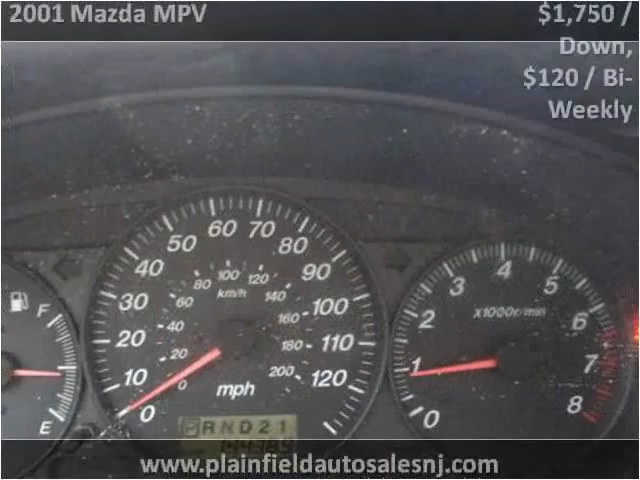 2001 Mazda MPV
$1,750 /
Down,
$120 / Bi-
Weekly
60 70
50 80
40 90
30 100
20 110
10 120
0
100 120
80 140
60 160
40 180
20 200
0
km/h
mph
F
E
P R N D 2 1
4
3 5
2 6
1 7
0 8
X1000r/min
www.plainfieldautosalesnj.com